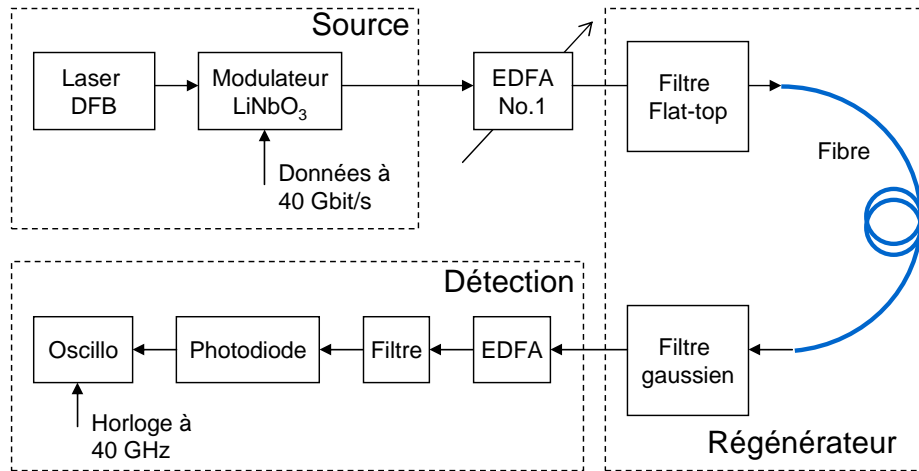 Source
Laser
DFB
Modulateur
LiNbO₃
Données à
40 Gbit/s
EDFA
No.1
Filtre
Flat-top
Fibre
Détection
Oscillo
Photodiode
Filtre
EDFA
Filtre
gaussien
Horloge à
40 GHz
Régénérateur